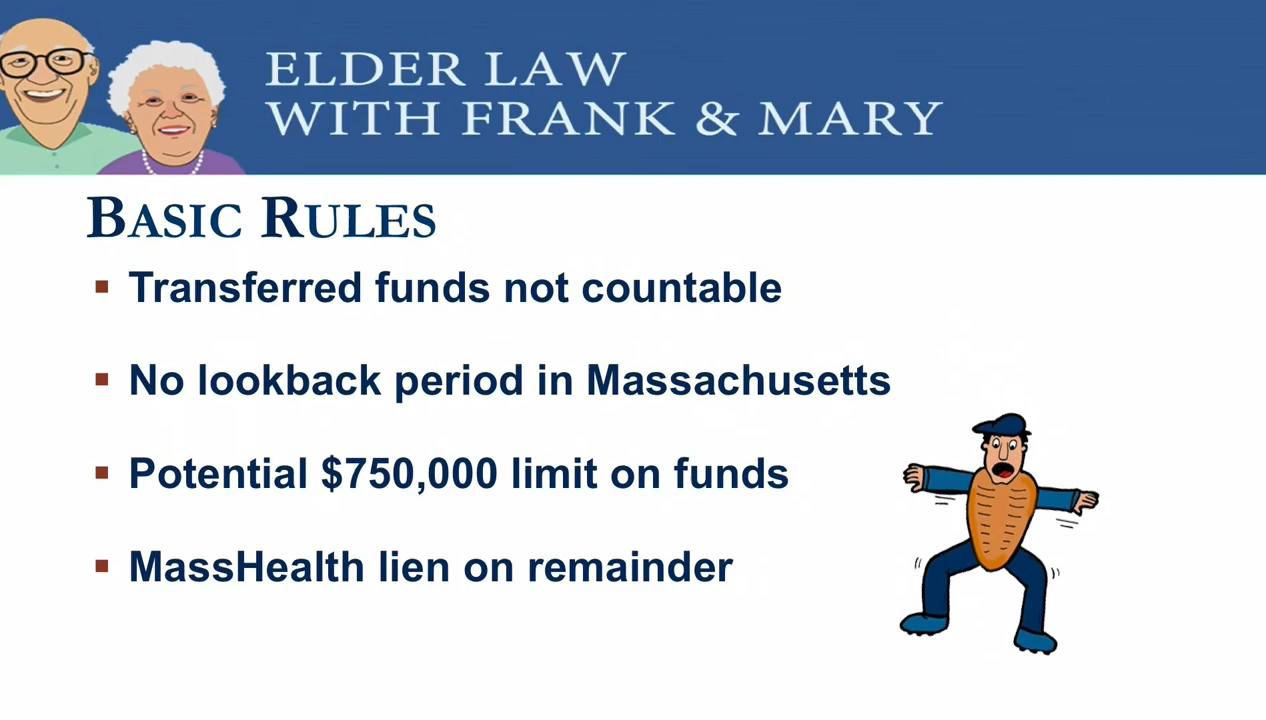 ELDER LAW
WITH FRANK & MARY
BASIC RULES
▪ Transferred funds not countable
▪ No lookback period in Massachusetts
▪ Potential $750,000 limit on funds
▪ MassHealth lien on remainder